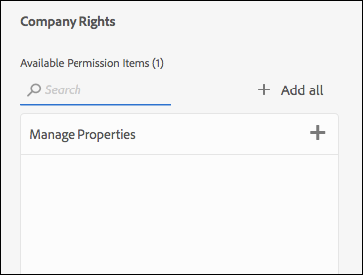 Company Rights
Available Permission Items (1)
Search
+ Add all
Manage Properties +